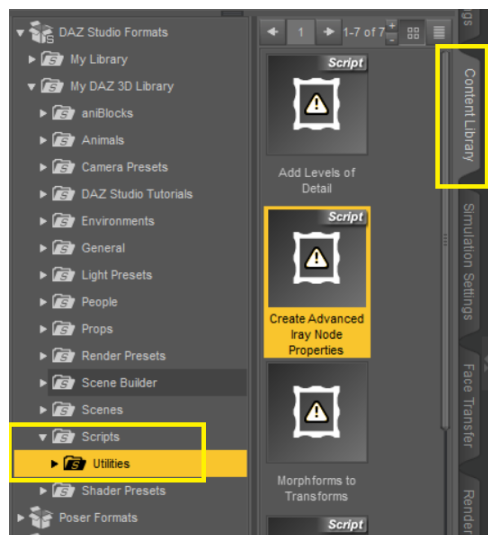 DAZ Studio Formats
My Library
My DAZ 3D Library
aniBlocks
Animals
Camera Presets
DAZ Studio Tutorials
Environments
General
Light Presets
People
Props
Render Presets
Scene Builder
Scenes
Scripts
Utilities
Shader Presets
Poser Formats
1
1-7 of 7
Script
Add Levels of
Detail
Script
Create Advanced
Iray Node
Properties
Morphforms to
Transforms
Script
Content Library
Simulation Settings
Face Transfer
Render